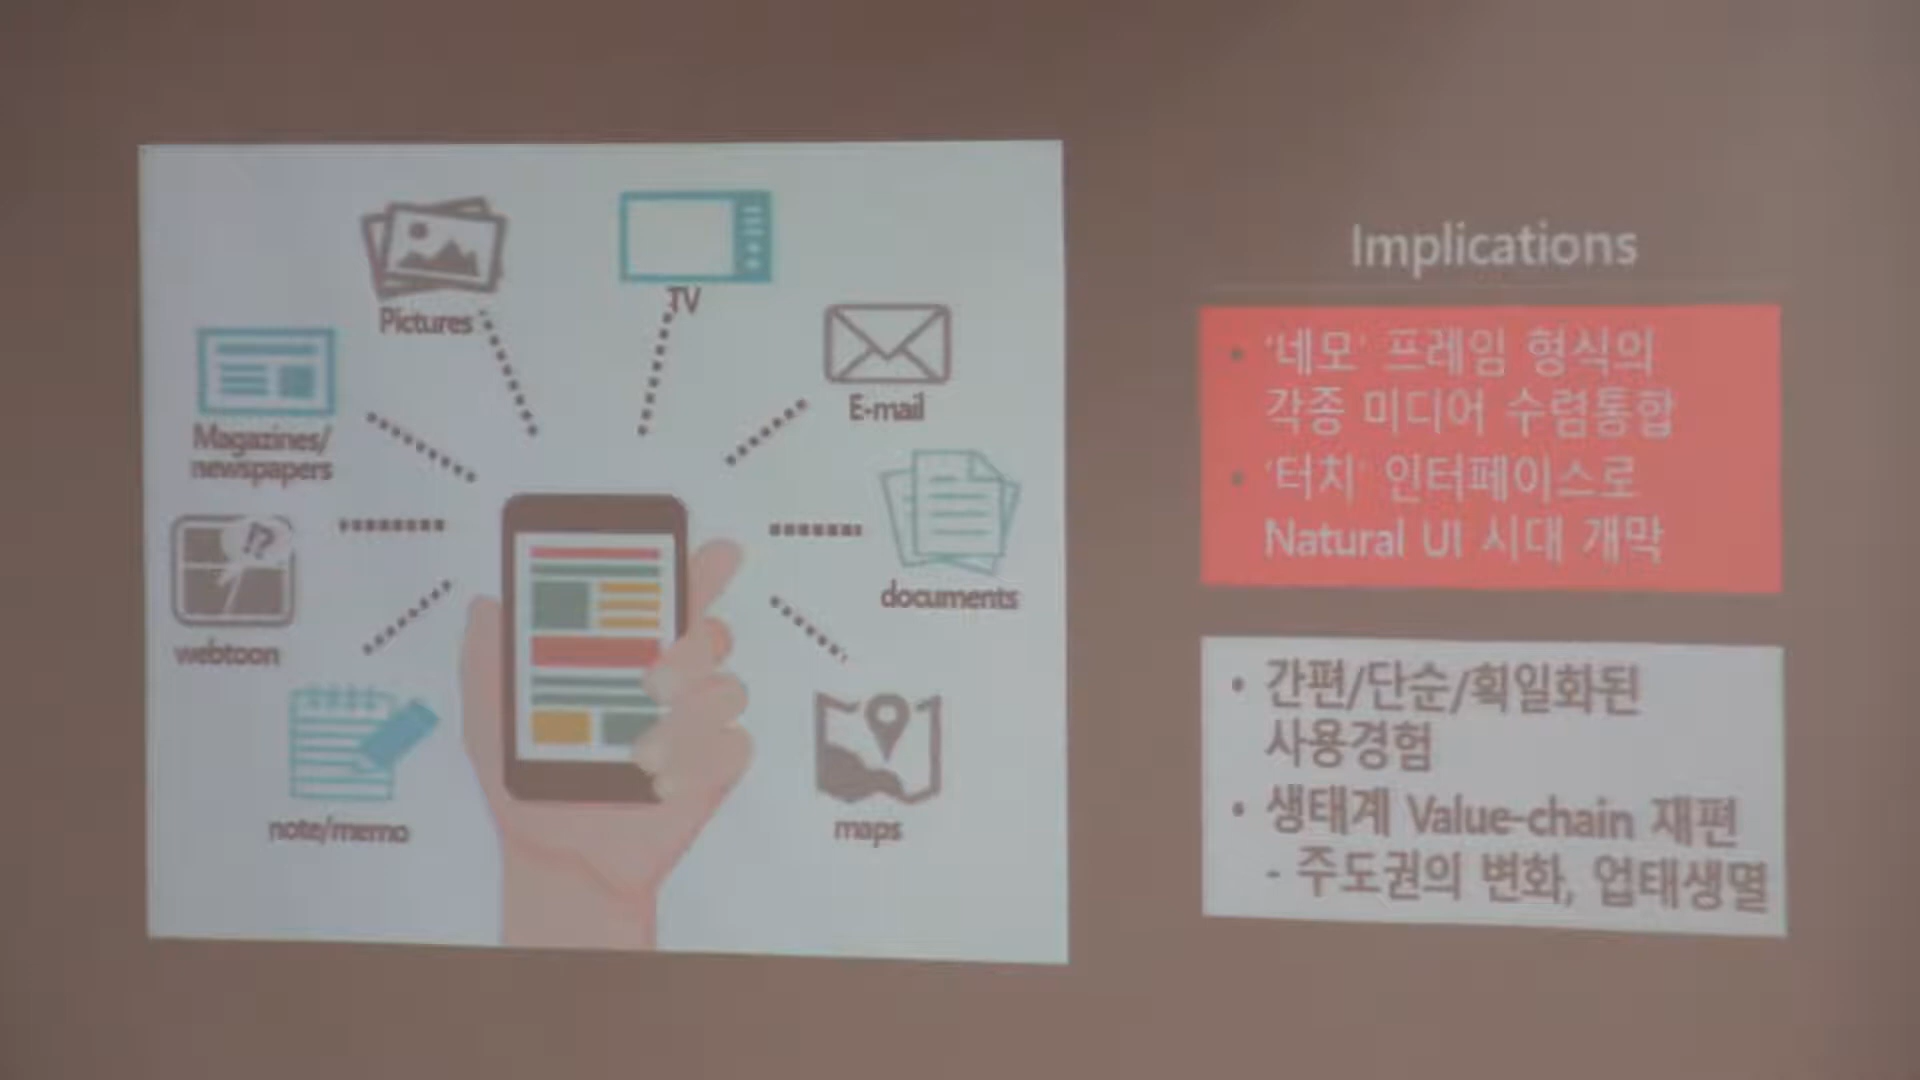 Pictures
TV
E-mail
Magazines/
newspapers
documents
!?
webtoon
note/memo
maps
Implications
• '네모' 프레임 형식의
각종 미디어 수렴통합
• '터치' 인터페이스로
Natural UI 시대 개막
• 간편/단순/획일화된
사용경험
• 생태계 Value-chain 재편
- 주도권의 변화, 업태생멸